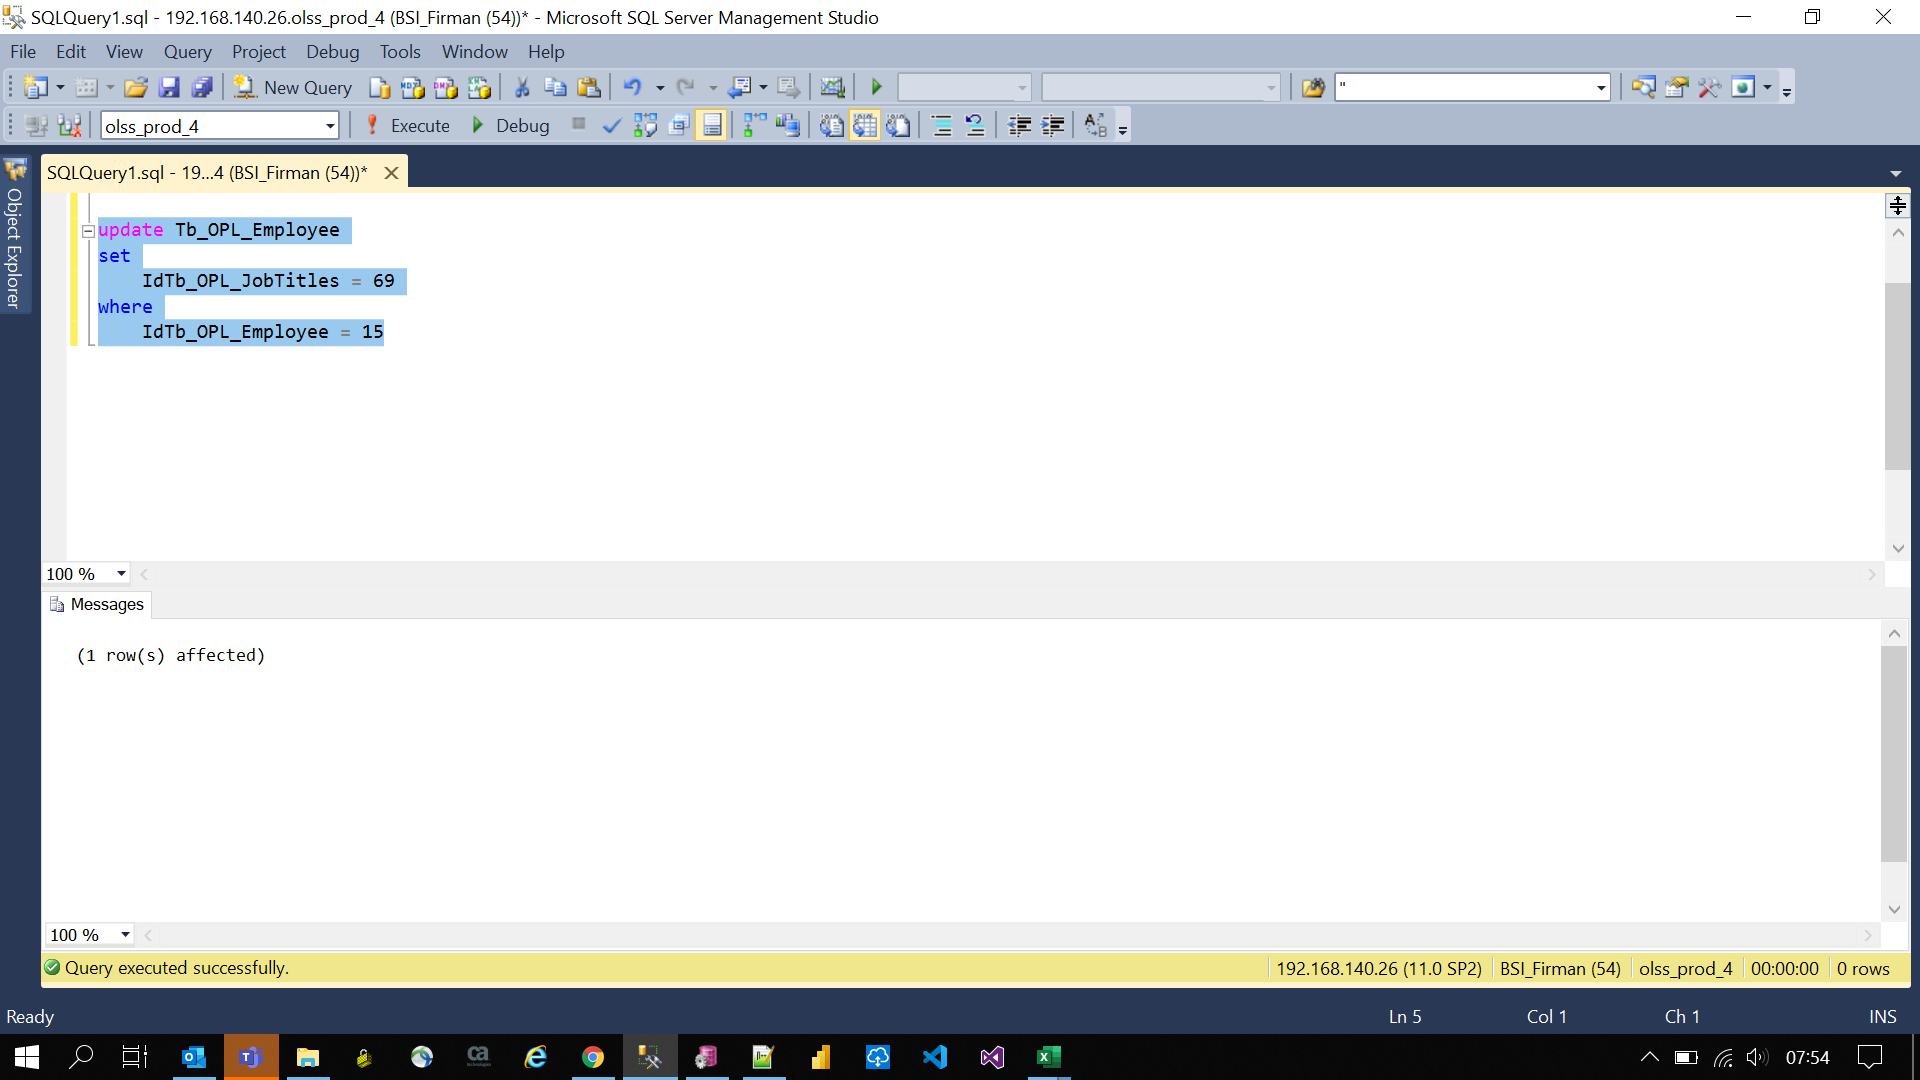 SQLQuery1.sql - 192.168.140.26.olss_prod_4 (BSI_Firman (54))* - Microsoft SQL Server Management Studio
File Edit View Query Project Debug Tools Window Help
New Query "
olss_prod_4 Execute Debug
SQLQuery1.sql - 19...4 (BSI_Firman (54))*
Object Explorer
update Tb_OPL_Employee
set
IdTb_OPL_JobTitles = 69
where
IdTb_OPL_Employee = 15
100 %
Messages
(1 row(s) affected)
100 %
Query executed successfully. 192.168.140.26 (11.0 SP2) BSI_Firman (54) olss_prod_4 00:00:00 0 rows
Ready Ln 5 Col 1 Ch 1 INS
07:54